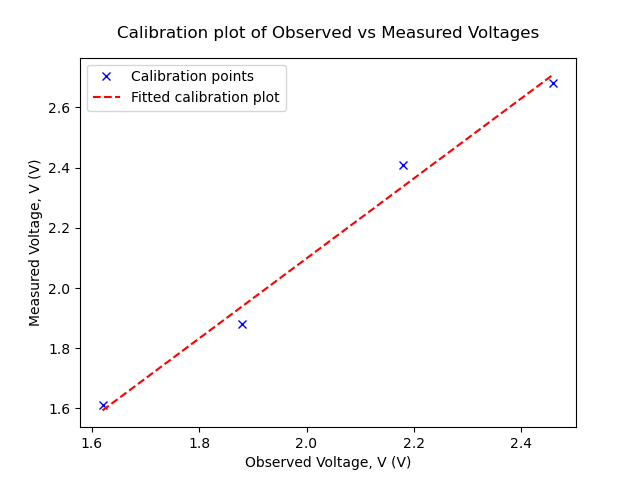 Calibration plot of Observed vs Measured Voltages
Calibration points
Fitted calibration plot
Measured Voltage, V (V)
2.6
2.4
2.2
2.0
1.8
1.6
1.6 1.8 2.0 2.2 2.4
Observed Voltage, V (V)